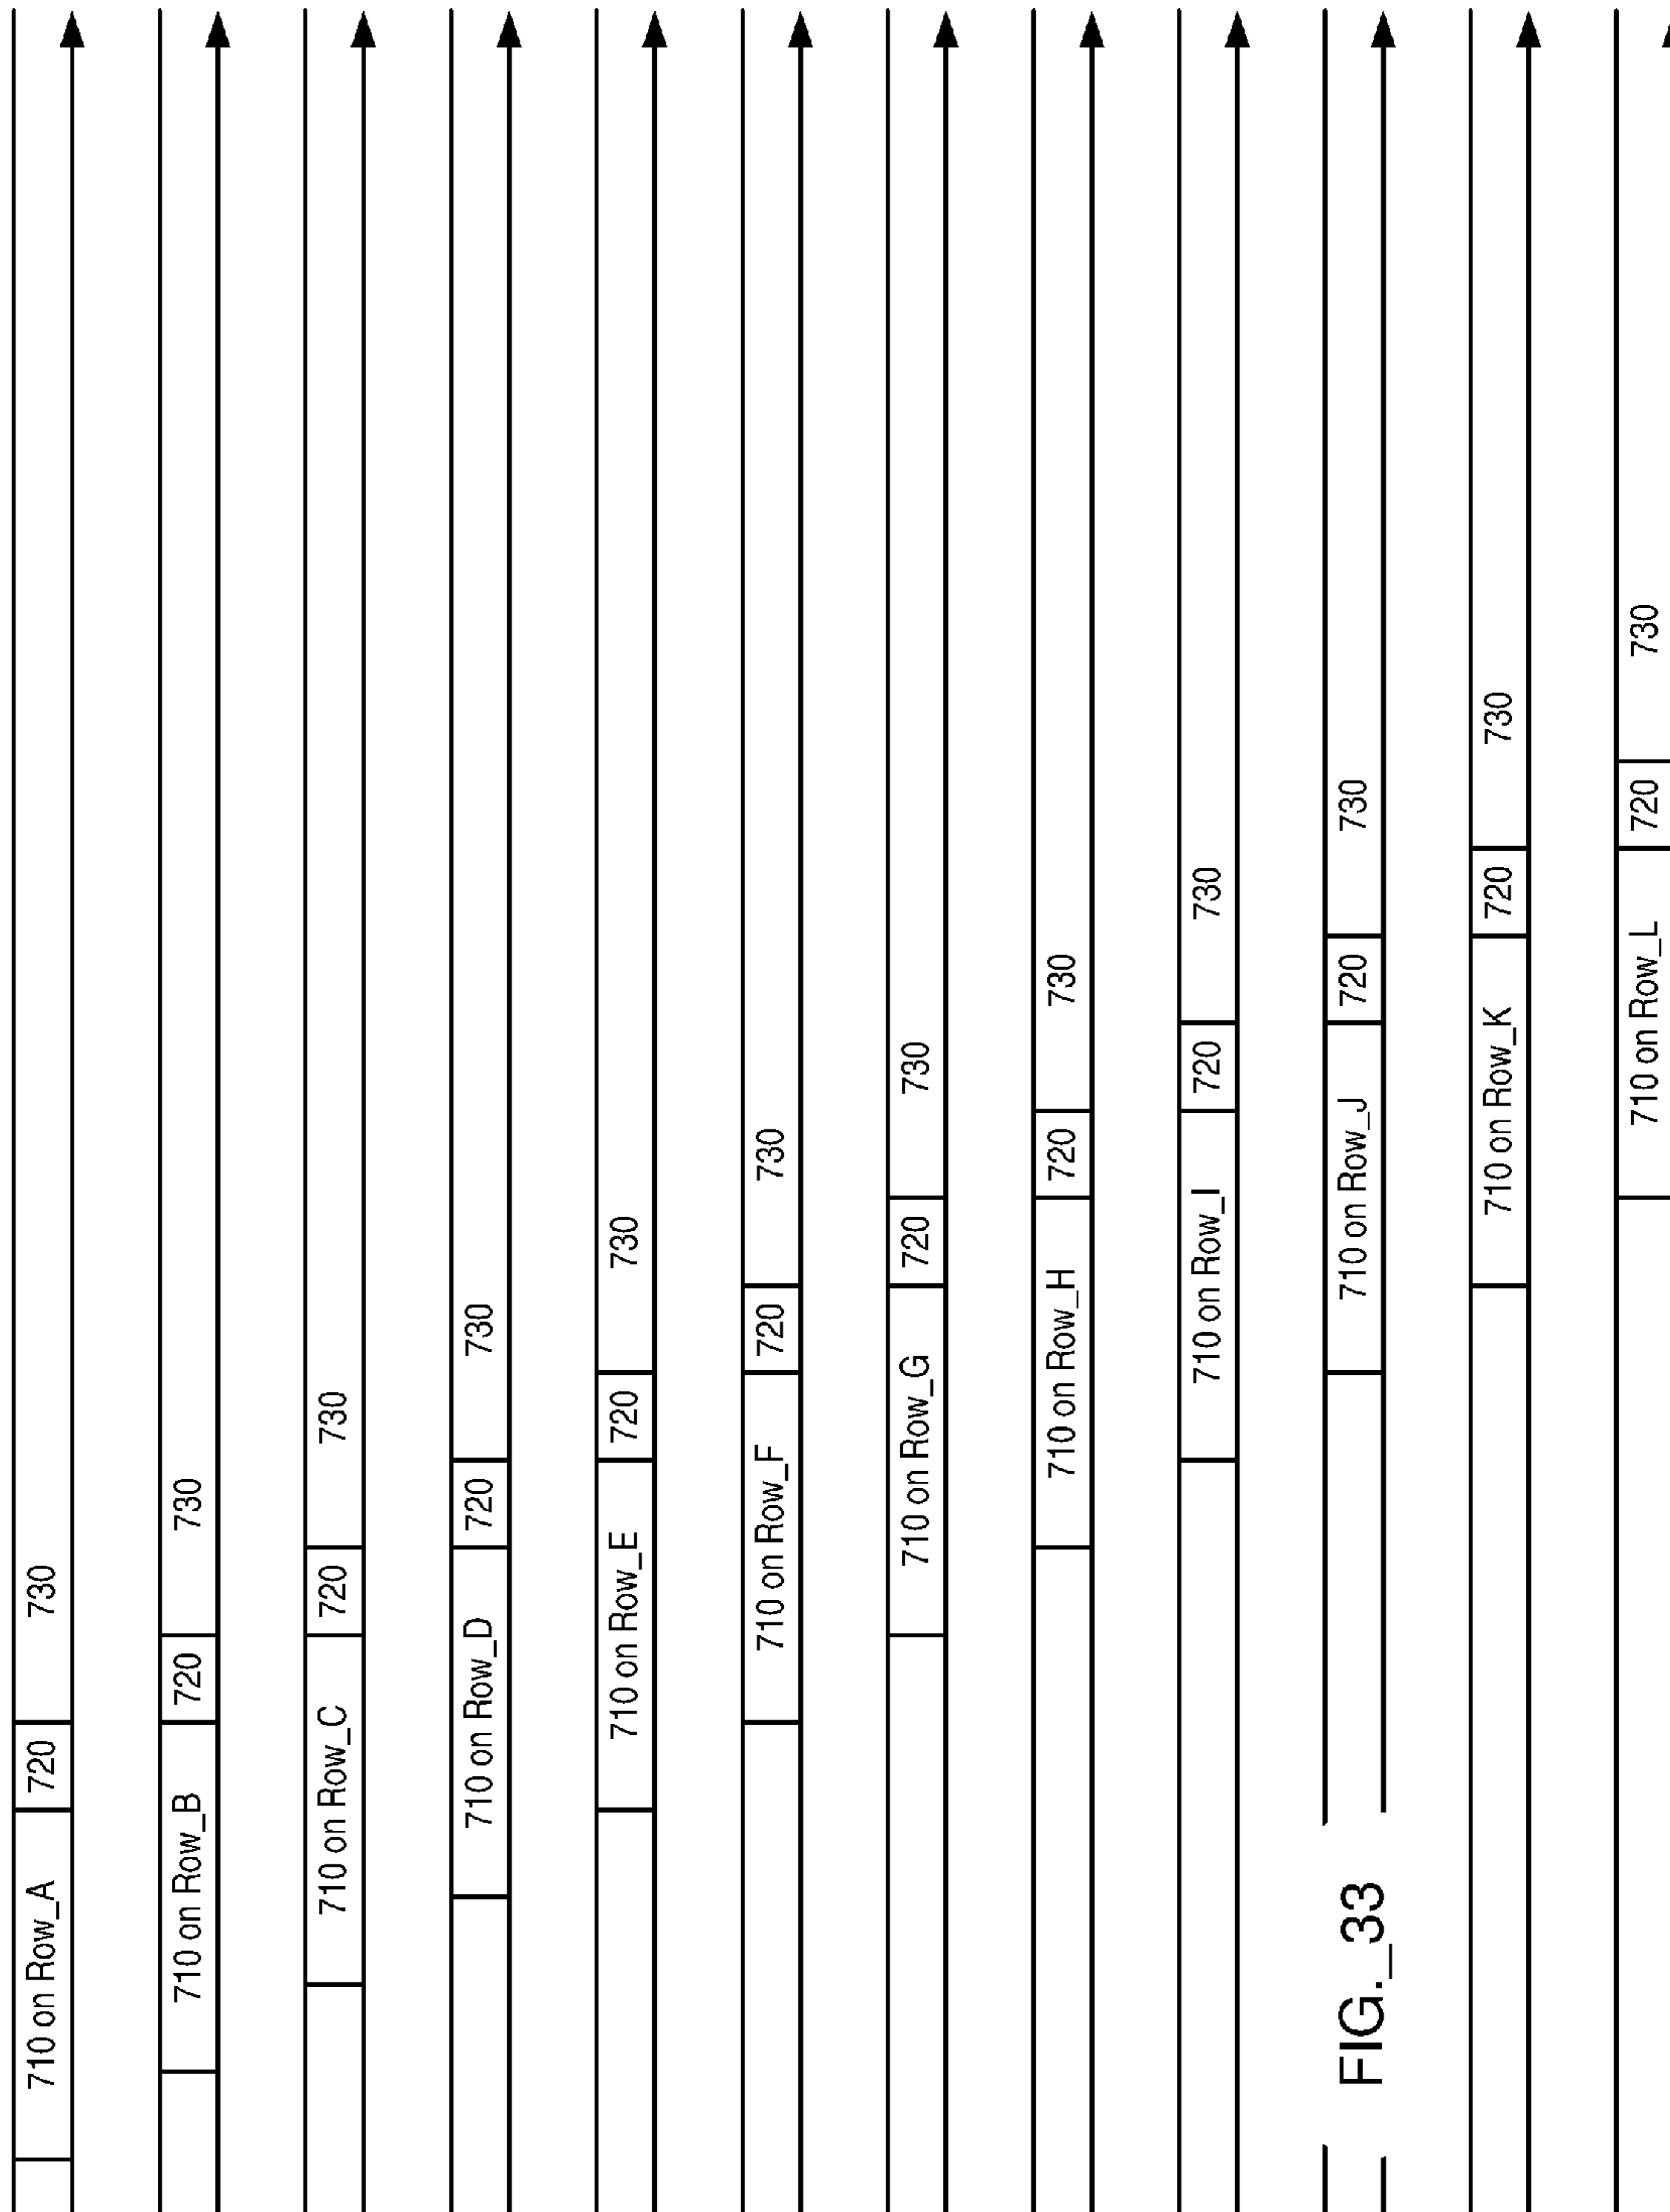 710 on Row_A 720 730
710 on Row_B 720 730
710 on Row_C 720 730
710 on Row_D 720 730
710 on Row_E 720 730
710 on Row_F 720 730
710 on Row_G 720 730
710 on Row_H 720 730
710 on Row_I 720 730
FIG._33 710 on Row_J 720 730
710 on Row_K 720 730
710 on Row_L 720 730